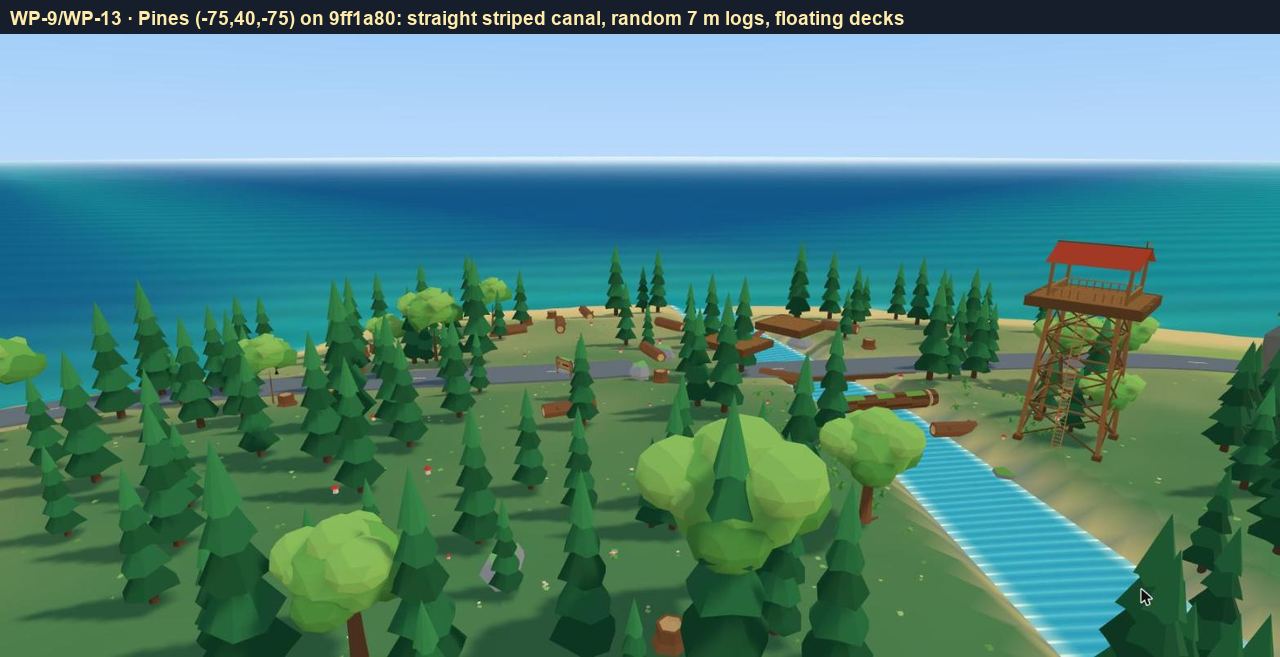 WP-9/WP-13 · Pines (-75,40,-75) on 9ff1a80: straight striped canal, random 7 m logs, floating decks